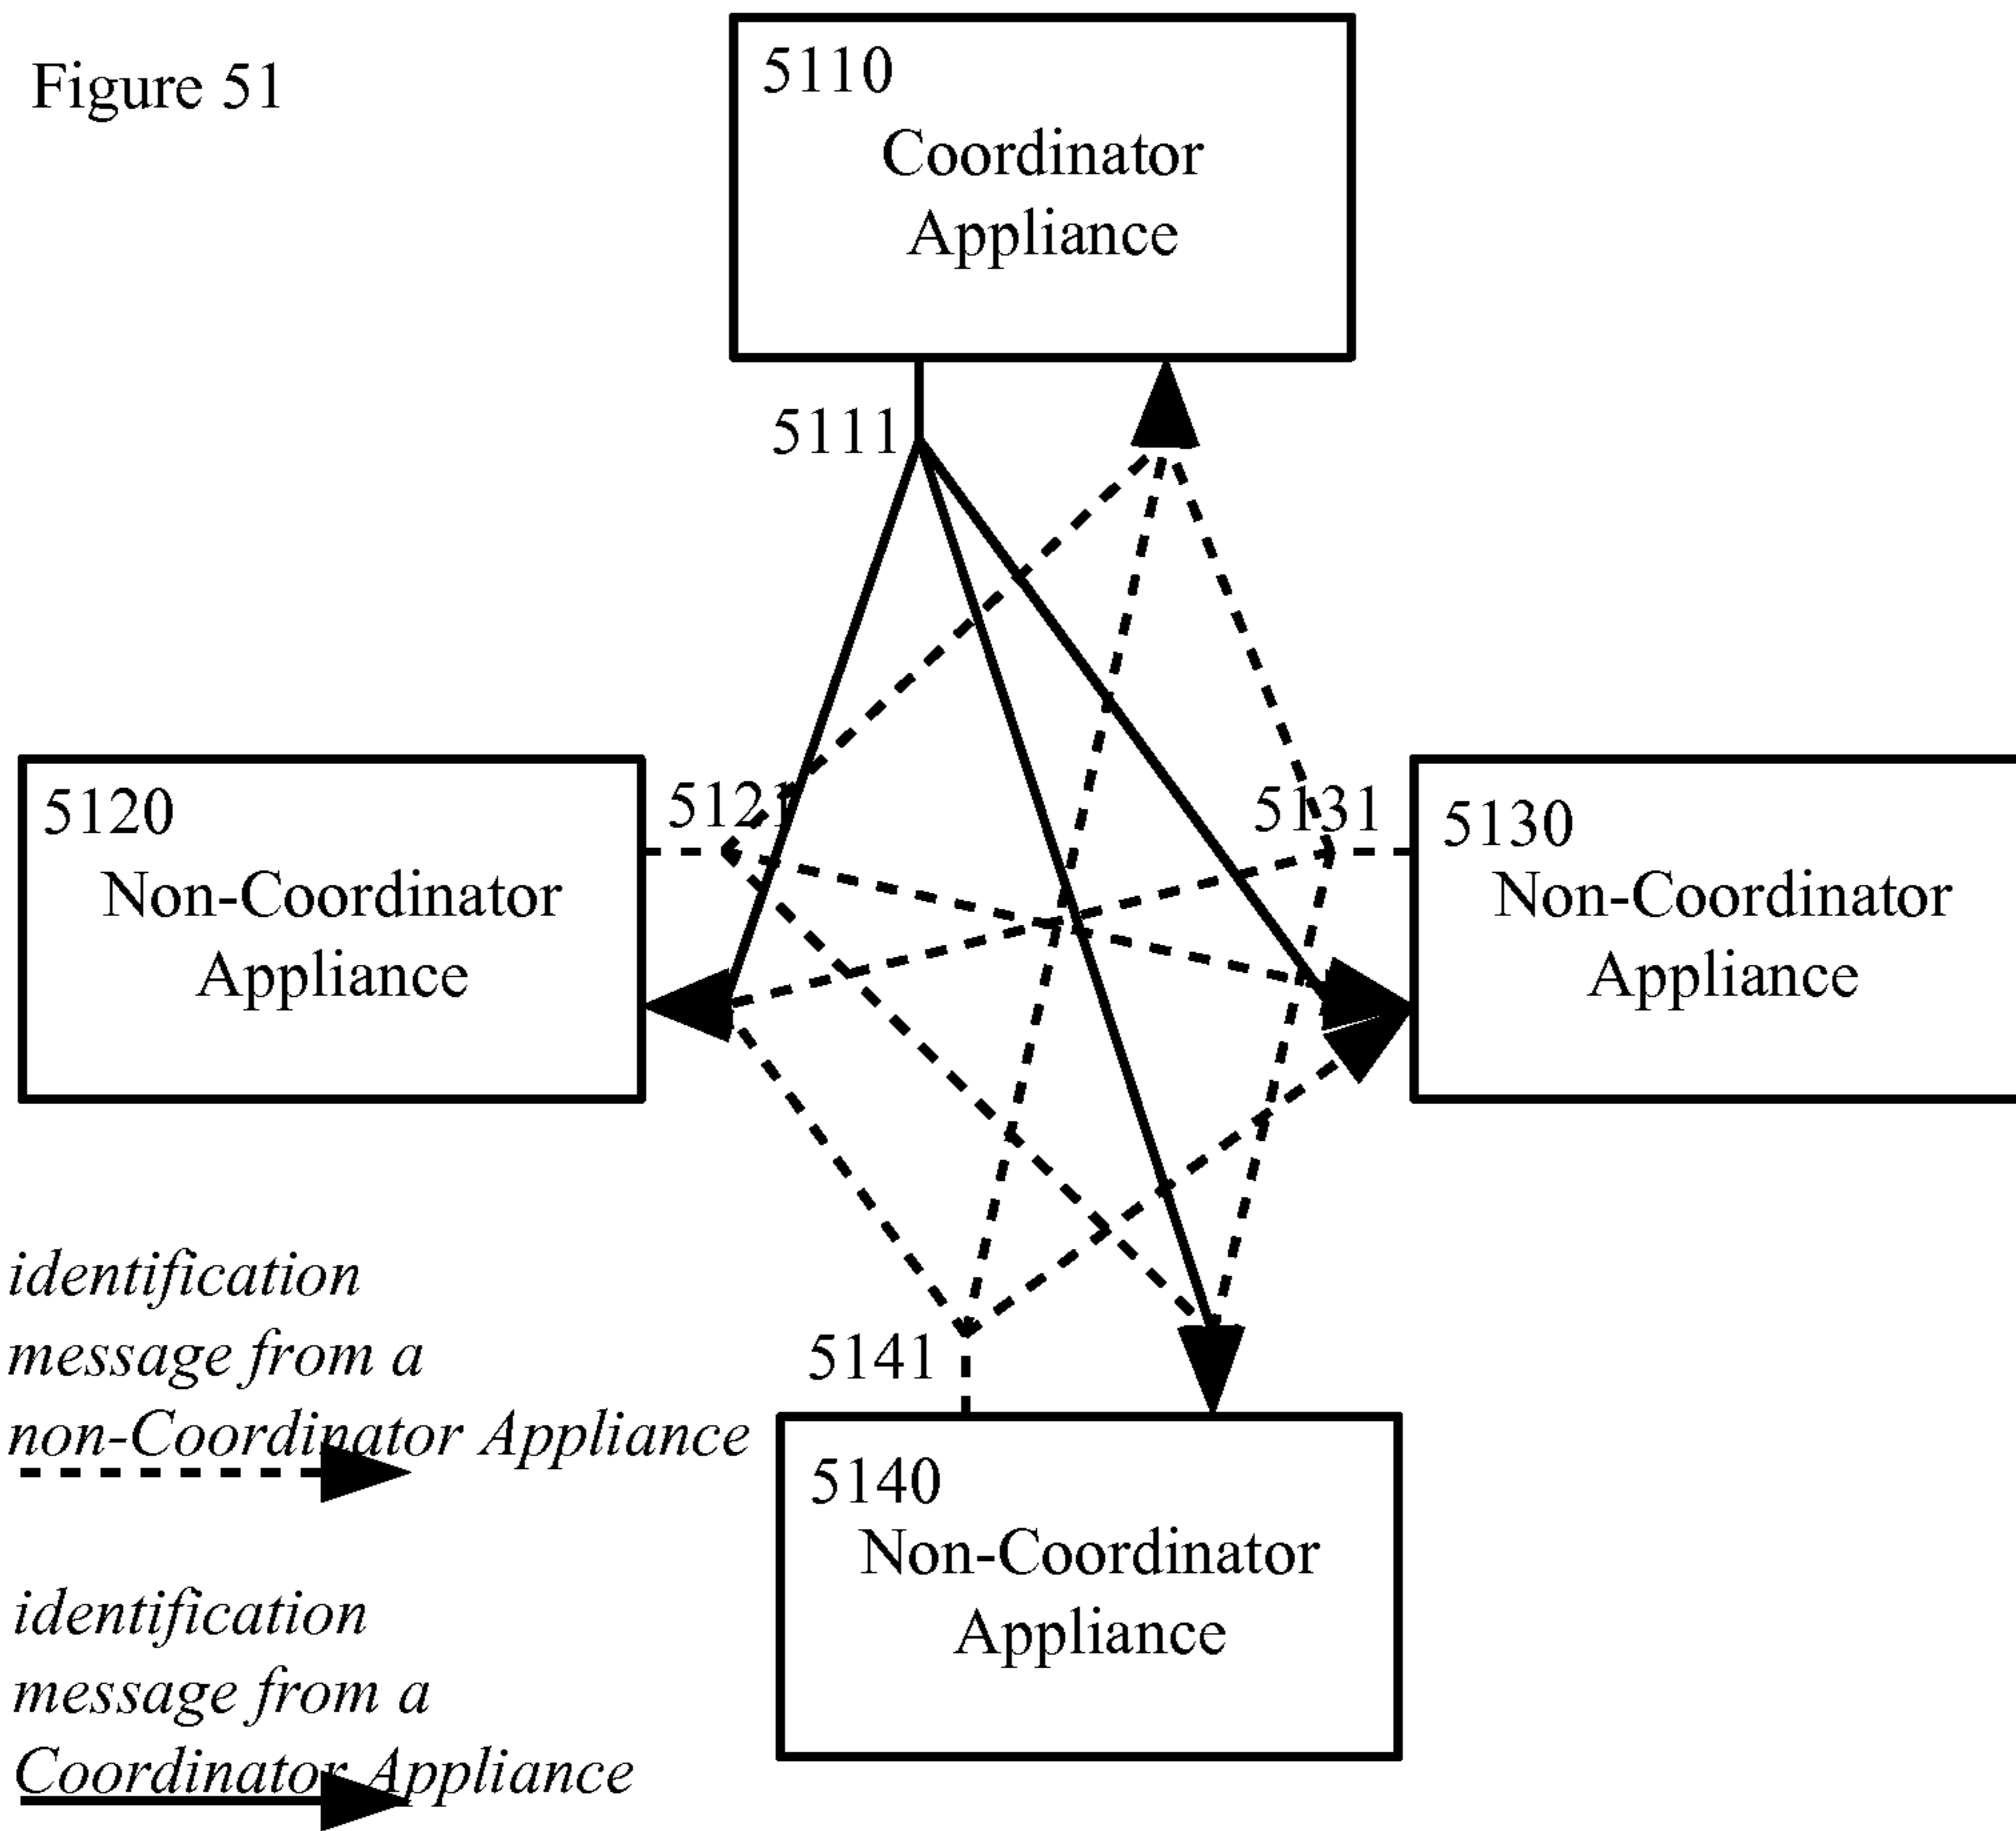 Figure 51
5110
Coordinator
Appliance
5111
5120
Non-Coordinator
Appliance
5121
5131
5130
Non-Coordinator
Appliance
identification
message from a
non-Coordinator Appliance
5141
5140
Non-Coordinator
Appliance
identification
message from a
Coordinator Appliance